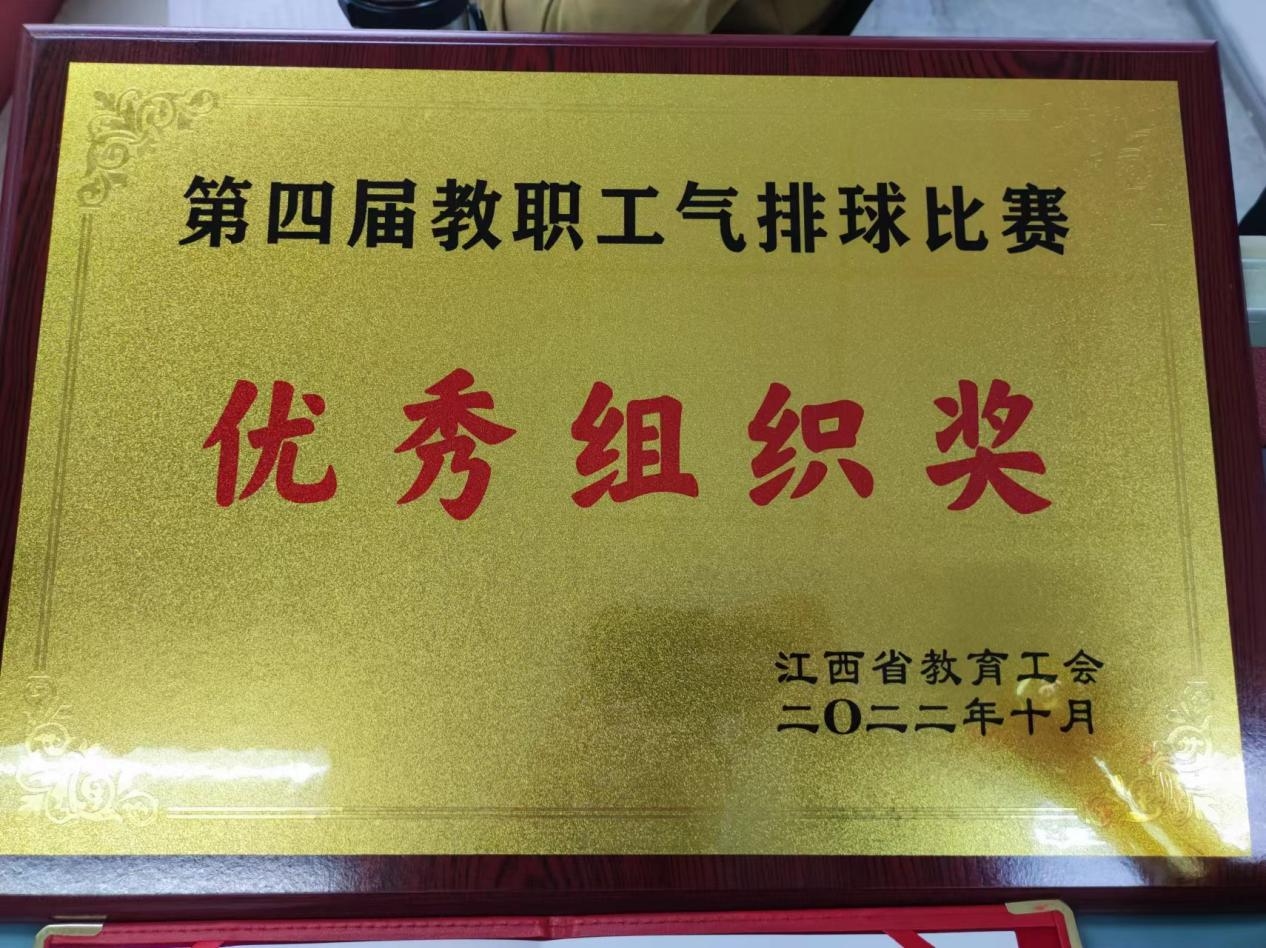 第四届教职工气排球比赛
优秀组织奖
江西省教育工会
二O二二年十月